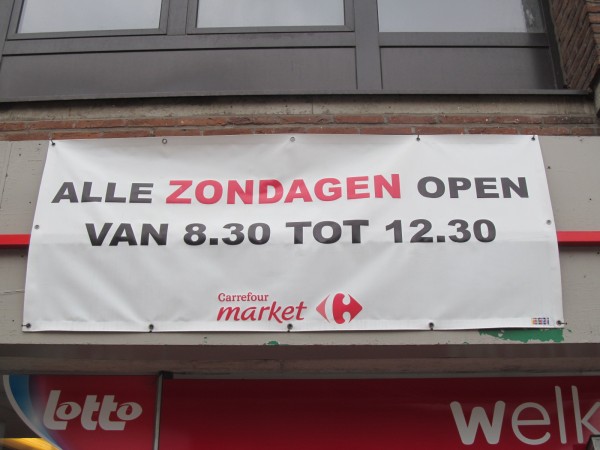 ALLE ZONDAGEN OPEN
VAN 8.30 TOT 12.30
Carrefour
market
Lotto
Welk